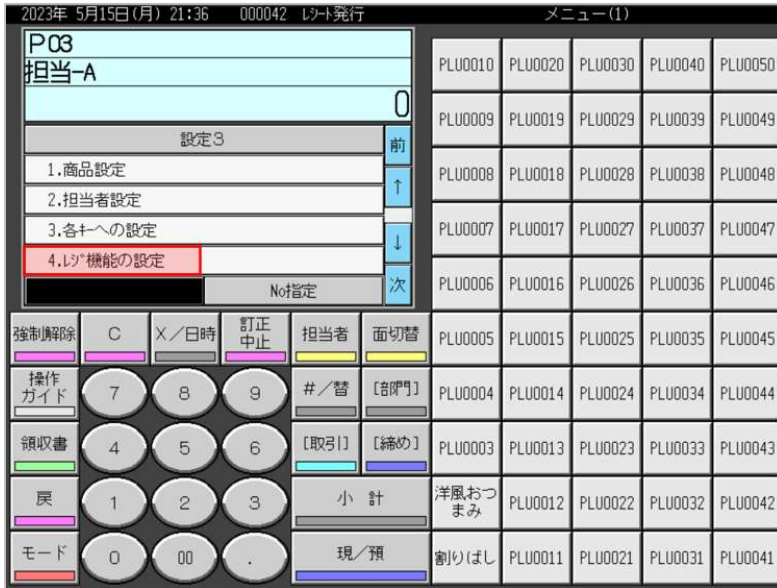 2023年 5月15日(月) 21:36 000042 ﾚｼｰﾄ発行 メニュー(1)
P03
担当-A
0
設定3
前
1.商品設定
↑
2.担当者設定
3.各ｷｰへの設定
↓
4.ﾚｼﾞ機能の設定
No指定
次
PLU0010 PLU0020 PLU0030 PLU0040 PLU0050
PLU0009 PLU0019 PLU0029 PLU0039 PLU0049
PLU0008 PLU0018 PLU0028 PLU0038 PLU0048
PLU0007 PLU0017 PLU0027 PLU0037 PLU0047
PLU0006 PLU0016 PLU0026 PLU0036 PLU0046
強制解除 C X／日時 訂正
中止 担当者 面切替 PLU0005 PLU0015 PLU0025 PLU0035 PLU0045
操作
ガイド 7 8 9 #／替 [部門] PLU0004 PLU0014 PLU0024 PLU0034 PLU0044
領収書 4 5 6 [取引] [締め] PLU0003 PLU0013 PLU0023 PLU0033 PLU0043
戻 1 2 3 小 計 洋風おつ
まみ PLU0012 PLU0022 PLU0032 PLU0042
モード 0 00 . 現／預 割りばし PLU0011 PLU0021 PLU0031 PLU0041